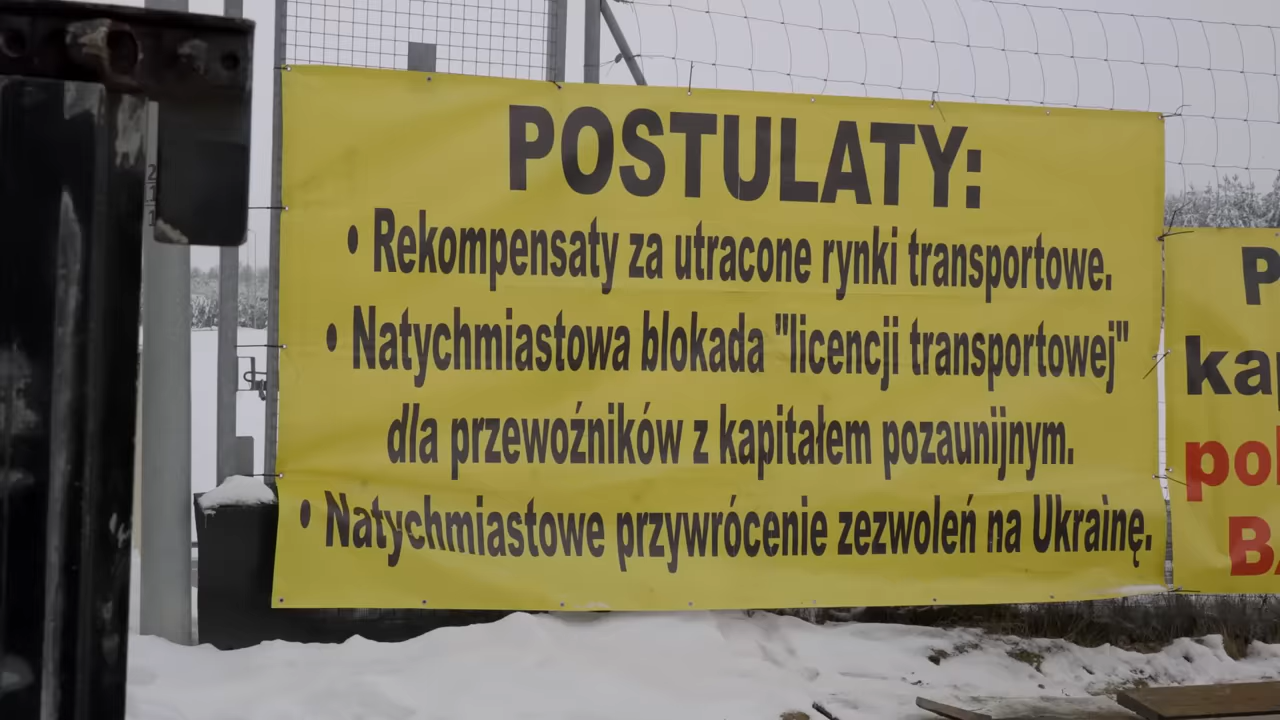 POSTULATY:
• Rekompensaty za utracone rynki transportowe.
• Natychmiastowa blokada "licencji transportowej"
dla przewoźników z kapitałem pozaunijnym.
• Natychmiastowe przywrócenie zezwoleń na Ukrainę.